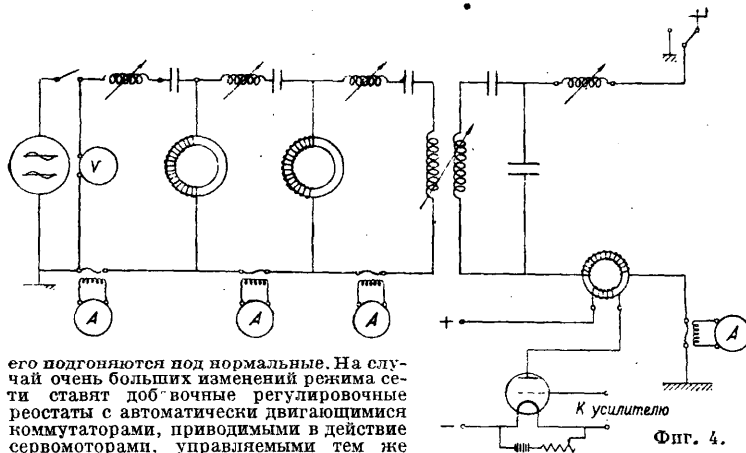 V
A
A
A
A
+
−
К усилителю
Фиг. 4.
его подгоняются под нормальные. На слу-
чай очень больших изменений режима се-
ти ставят доб вочные регулировочные
реостаты с автоматически двигающимися
коммутаторами, приводимыми в действие
сервомоторами, управляемыми тем же